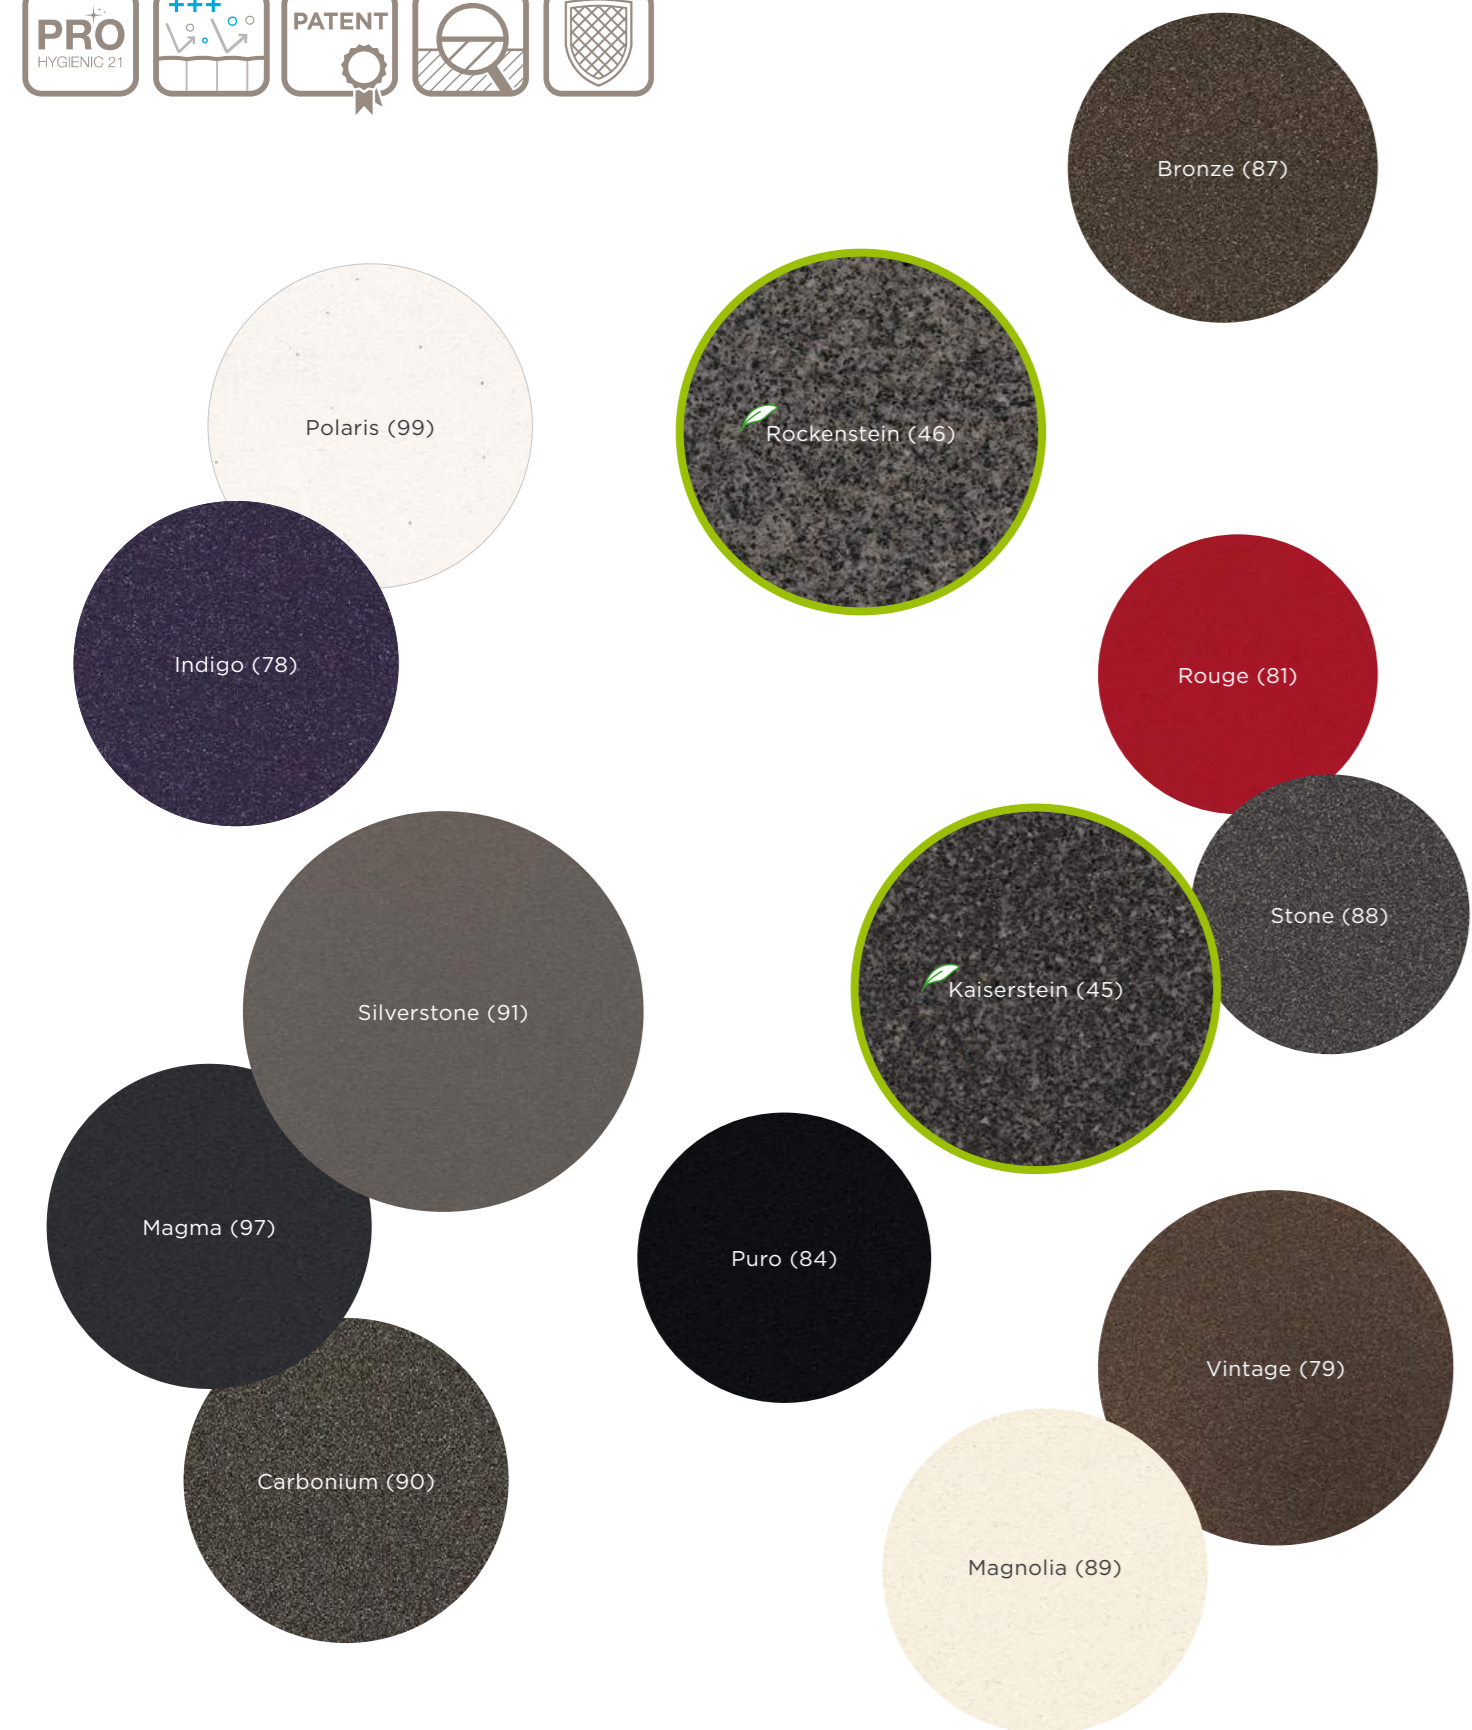 PRO
HYGIENIC 21
+++
PATENT
Bronze (87)
Polaris (99)
Rockenstein (46)
Indigo (78)
Rouge (81)
Stone (88)
Kaiserstein (45)
Silverstone (91)
Magma (97)
Puro (84)
Vintage (79)
Carbonium (90)
Magnolia (89)